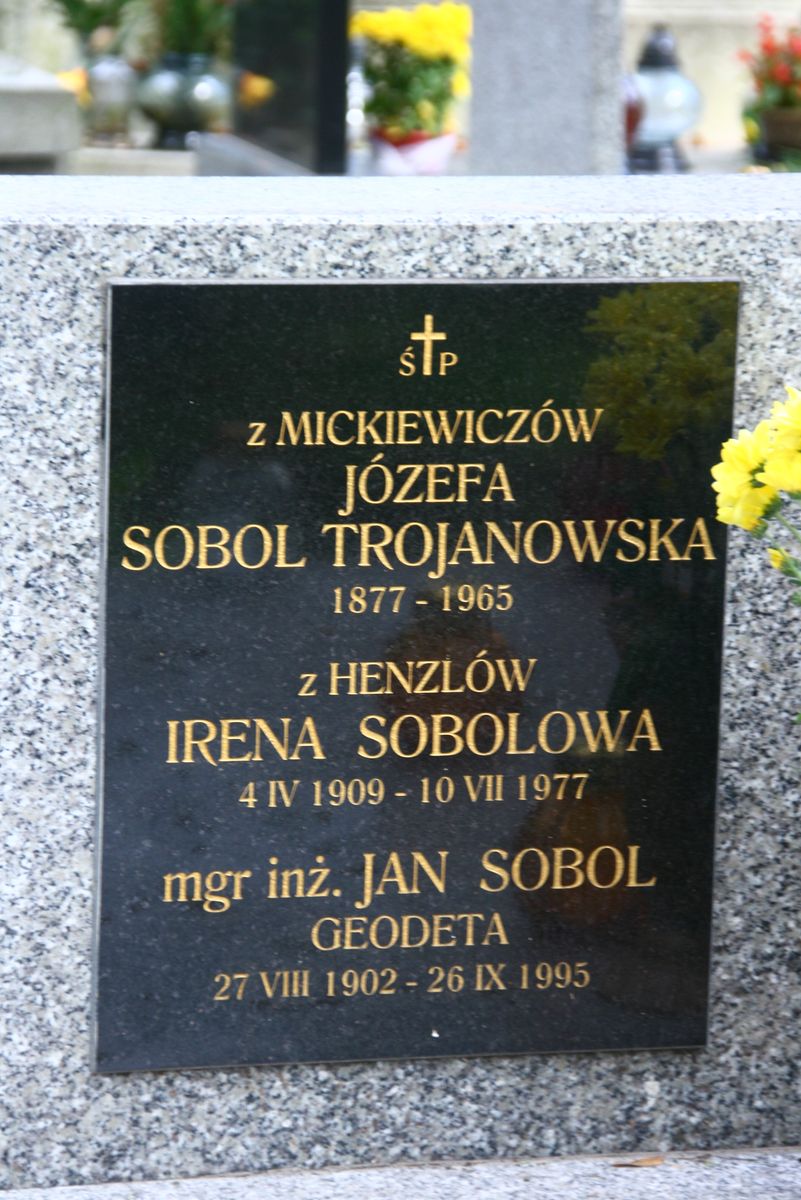 Ś P
z MICKIEWICZÓW
JÓZEFA
SOBOL TROJANOWSKA
1877 - 1965
z HENZLÓW
IRENA SOBOLOWA
4 IV 1909 - 10 VII 1977
mgr inż. JAN SOBOL
GEODETA
27 VIII 1902 - 26 IX 1995